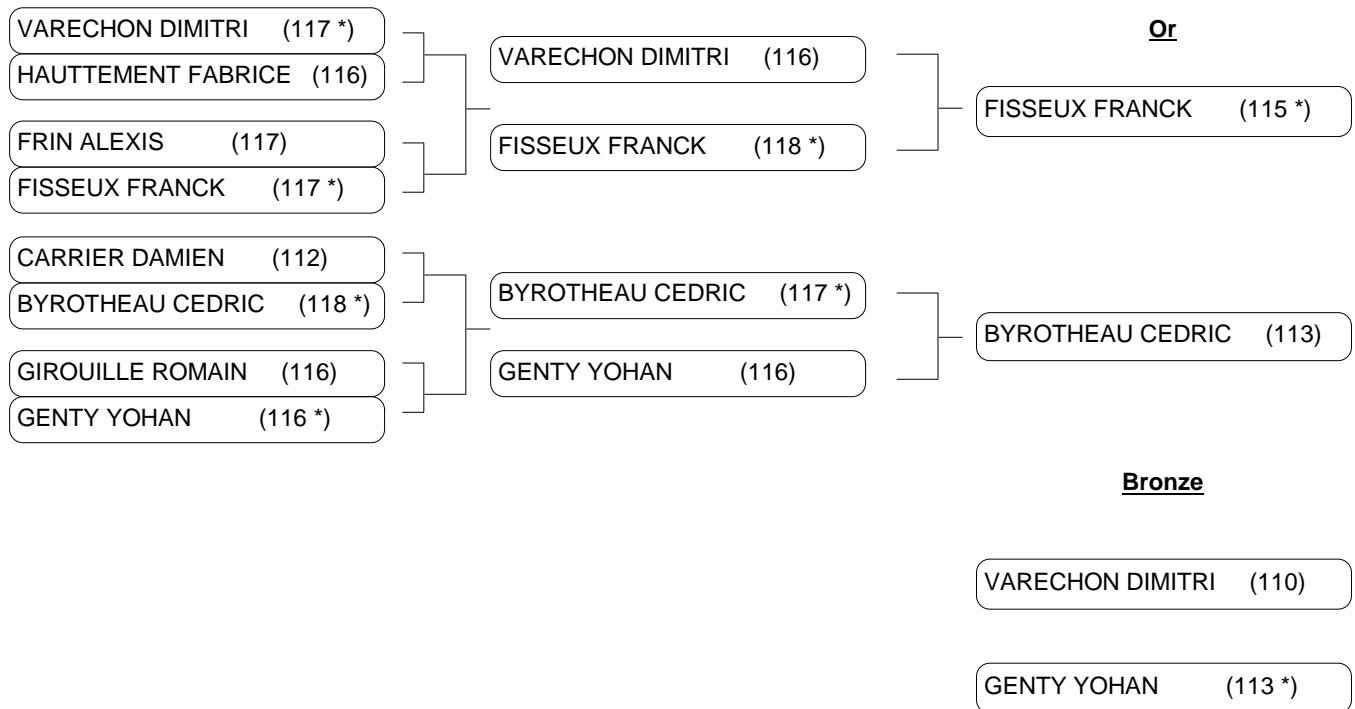 VARECHON DIMITRI (117 *)
HAUTTEMENT FABRICE (116)
FRIN ALEXIS (117)
FISSEUX FRANCK (117 *)
CARRIER DAMIEN (112)
BYROTHEAU CEDRIC (118 *)
GIROUILLE ROMAIN (116)
GENTY YOHAN (116 *)
VARECHON DIMITRI (116)
FISSEUX FRANCK (118 *)
BYROTHEAU CEDRIC (117 *)
GENTY YOHAN (116)
Or
FISSEUX FRANCK (115 *)
BYROTHEAU CEDRIC (113)
Bronze
VARECHON DIMITRI (110)
GENTY YOHAN (113 *)